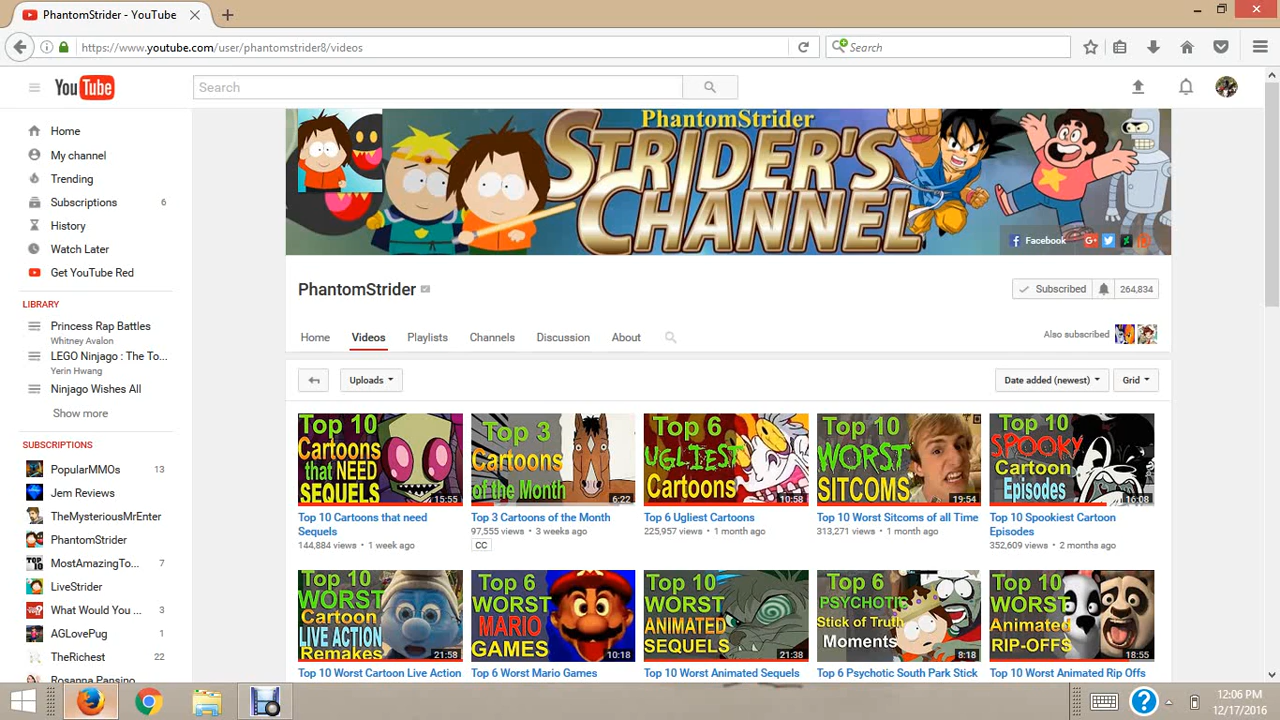 PhantomStrider - YouTube
https://www.youtube.com/user/phantomstrider8/videos
Search
YouTube
Search
Home
My channel
Trending
Subscriptions 6
History
Watch Later
Get YouTube Red
LIBRARY
Princess Rap Battles
Whitney Avalon
LEGO Ninjago : The To...
Yerin Hwang
Ninjago Wishes All
Show more
SUBSCRIPTIONS
PopularMMOs 13
Jem Reviews
TheMysteriousMrEnter
PhantomStrider
MostAmazingTo... 7
LiveStrider
What Would You ... 3
AGLovePug 1
TheRichest 22
Rosanna Pansino
PhantomStrider
STRIDER'S
CHANNEL
Facebook
PhantomStrider
Subscribed 264,834
Home Videos Playlists Channels Discussion About
Also subscribed
Uploads
Date added (newest) Grid
Top 10
Cartoons
that NEED
SEQUELS
15:55
Top 10 Cartoons that need
Sequels
144,884 views • 1 week ago
Top 3
Cartoons
of the Month
6:22
Top 3 Cartoons of the Month
97,555 views • 3 weeks ago
CC
Top 6
UGLIEST
Cartoons
10:58
Top 6 Ugliest Cartoons
225,957 views • 1 month ago
Top 10
WORST
SITCOMS
19:54
Top 10 Worst Sitcoms of all Time
313,271 views • 1 month ago
Top 10
SPOOKY
Cartoon
Episodes
16:08
Top 10 Spookiest Cartoon
Episodes
352,609 views • 2 months ago
Top 10
WORST
Cartoon
LIVE ACTION
Remakes
21:58
Top 10 Worst Cartoon Live Action
Top 6
WORST
MARIO
GAMES
10:18
Top 6 Worst Mario Games
Top 10
WORST
ANIMATED
SEQUELS
21:38
Top 10 Worst Animated Sequels
Top 6
PSYCHOTIC
Stick of Truth
Moments
8:18
Top 6 Psychotic South Park Stick
Top 10
WORST
Animated
RIP-OFFS
18:55
Top 10 Worst Animated Rip Offs
12:06 PM
12/17/2016